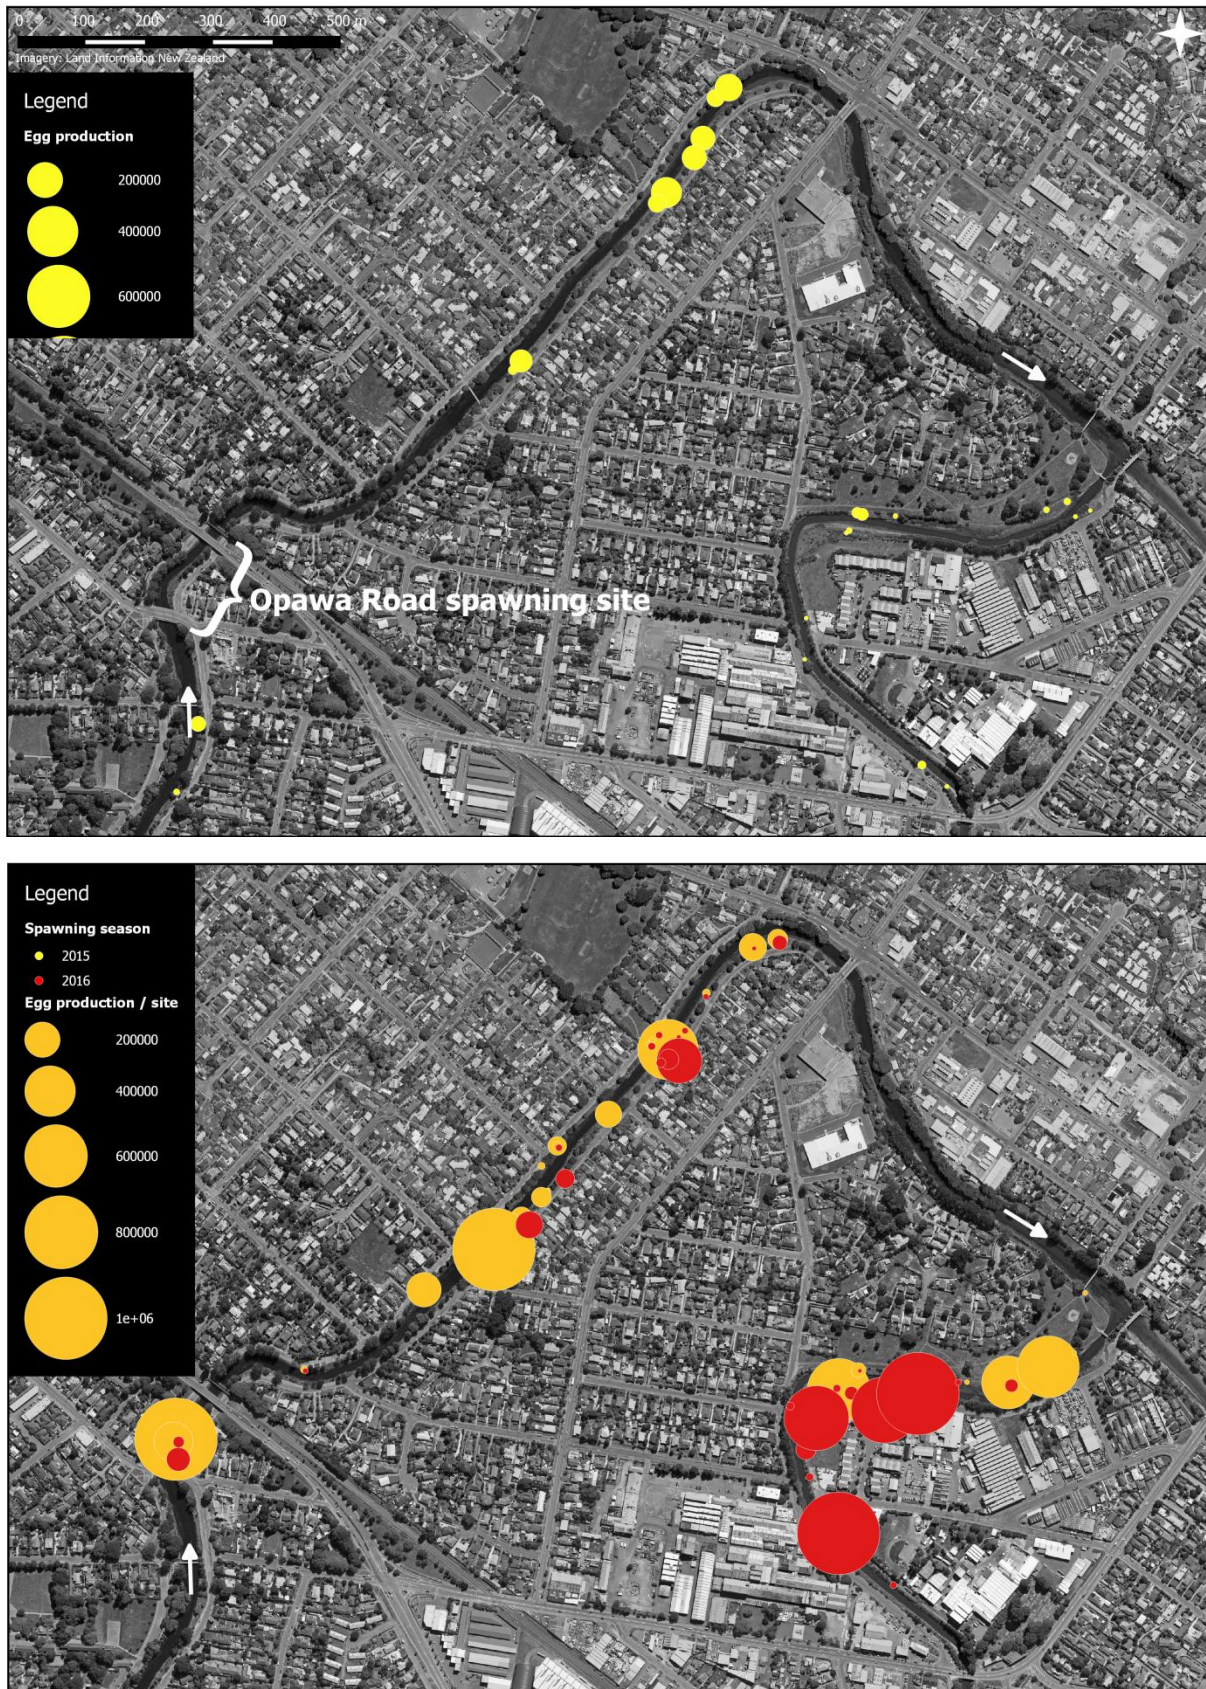 0 100 200 300 400 500 m
Imagery: Land Information New Zealand
Legend
Egg production
200000
400000
600000
Opawa Road spawning site
Legend
Spawning season
2015
2016
Egg production / site
200000
400000
600000
800000
1e+06